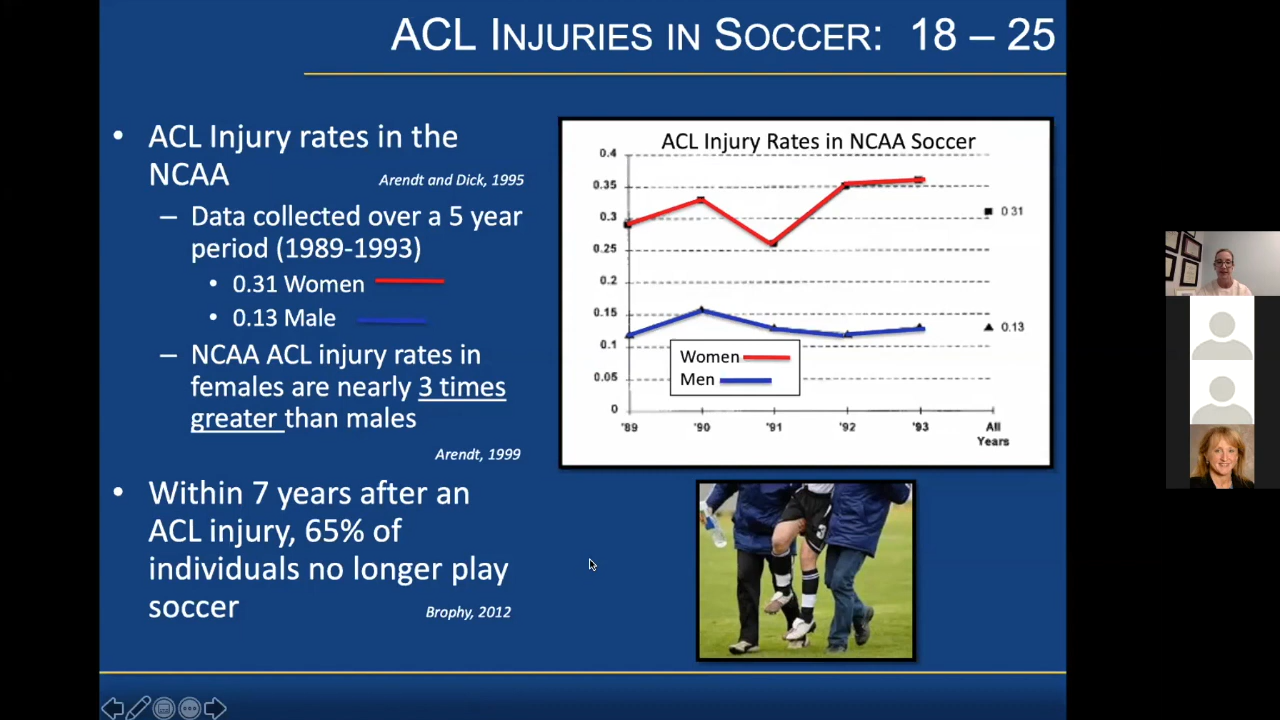 ACL INJURIES IN SOCCER: 18 – 25
• ACL Injury rates in the
NCAA
Arendt and Dick, 1995
– Data collected over a 5 year
period (1989-1993)
• 0.31 Women
• 0.13 Male
– NCAA ACL injury rates in
females are nearly 3 times
greater than males
Arendt, 1999
• Within 7 years after an
ACL injury, 65% of
individuals no longer play
soccer
Brophy, 2012
ACL Injury Rates in NCAA Soccer
0.4
0.35
0.3
0.25
0.2
0.15
0.1
0.05
0
0.31
0.13
Women
Men
'89 '90 '91 '92 '93 All
Years
3